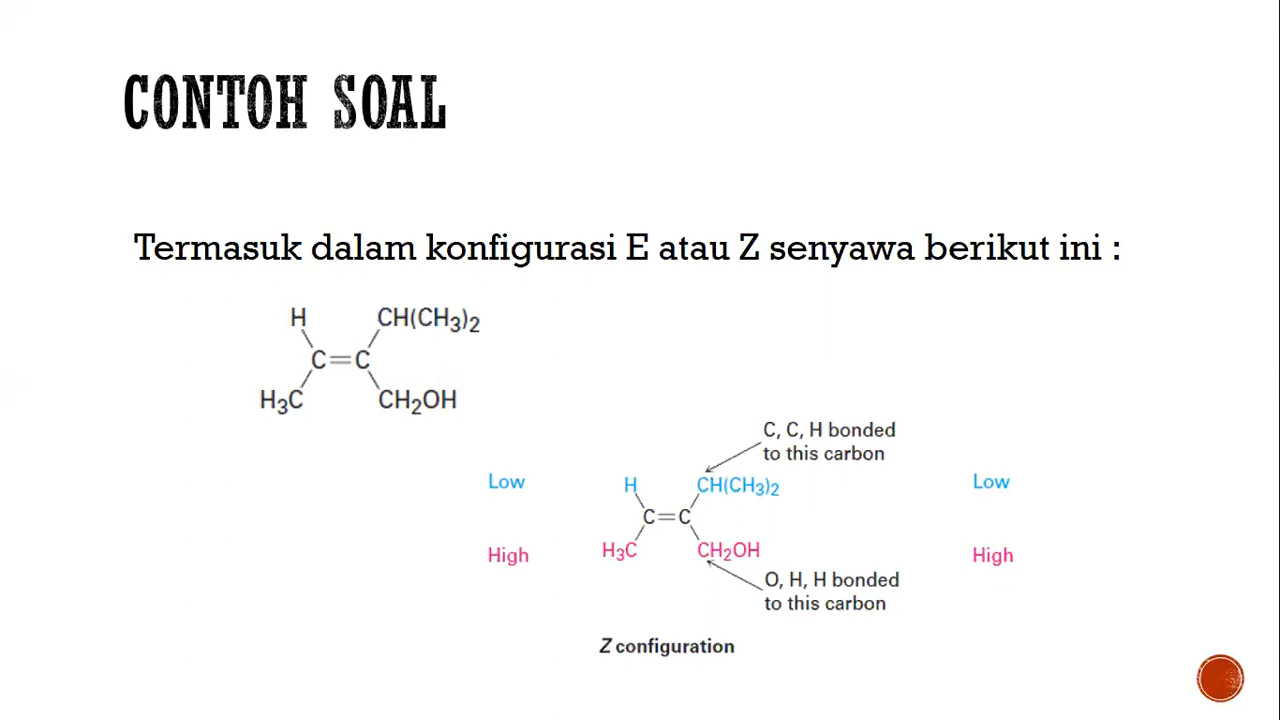 CONTOH SOAL
Termasuk dalam konfigurasi E atau Z senyawa berikut ini :
H CH(CH₃)₂
C=C
H₃C CH₂OH
C, C, H bonded
to this carbon
Low H CH(CH₃)₂ Low
C=C
High H₃C CH₂OH High
O, H, H bonded
to this carbon
Z configuration